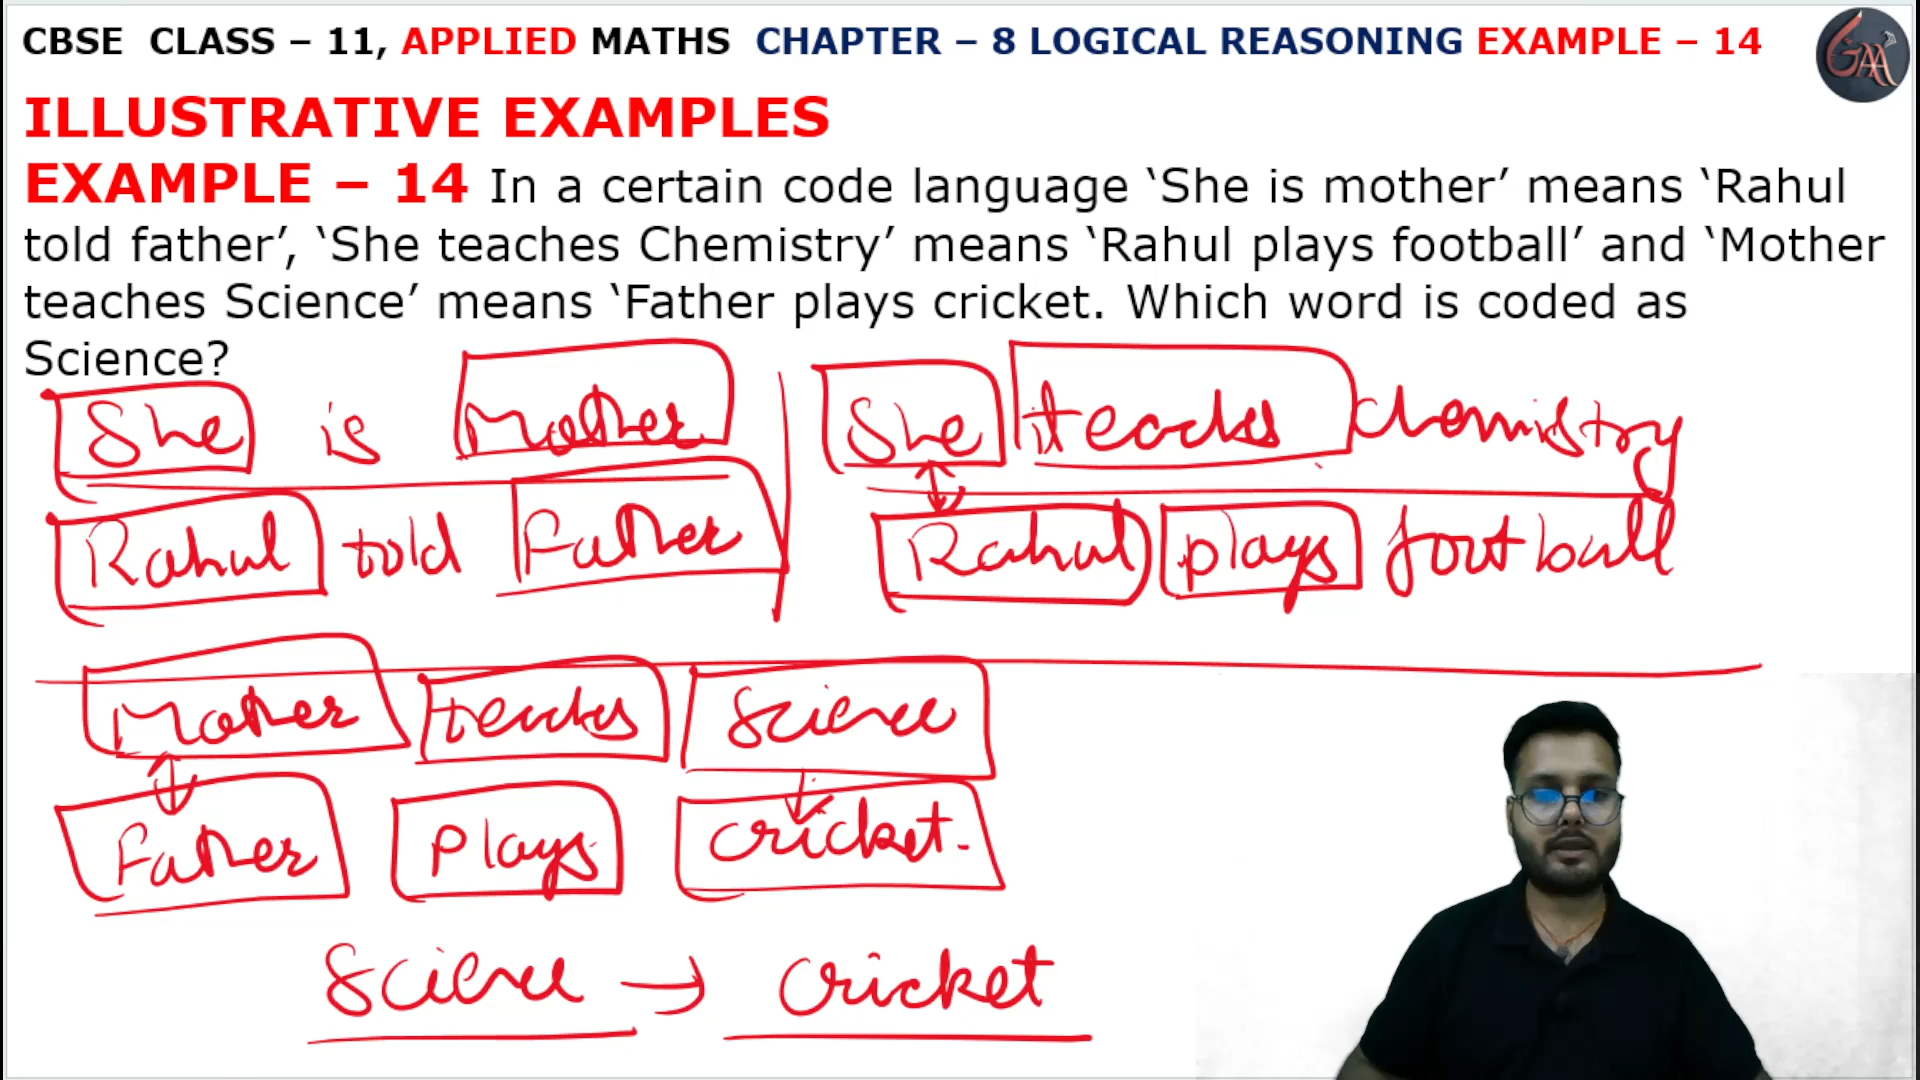 CBSE CLASS – 11, APPLIED MATHS CHAPTER – 8 LOGICAL REASONING EXAMPLE – 14
GAA
ILLUSTRATIVE EXAMPLES
EXAMPLE – 14 In a certain code language ‘She is mother’ means ‘Rahul
told father’, ‘She teaches Chemistry’ means ‘Rahul plays football’ and ‘Mother
teaches Science’ means ‘Father plays cricket. Which word is coded as
Science?
She is Mother
Rahul told Father
She teaches Chemistry
Rahul plays football
Mother teaches Science
Father Plays cricket.
Science → cricket